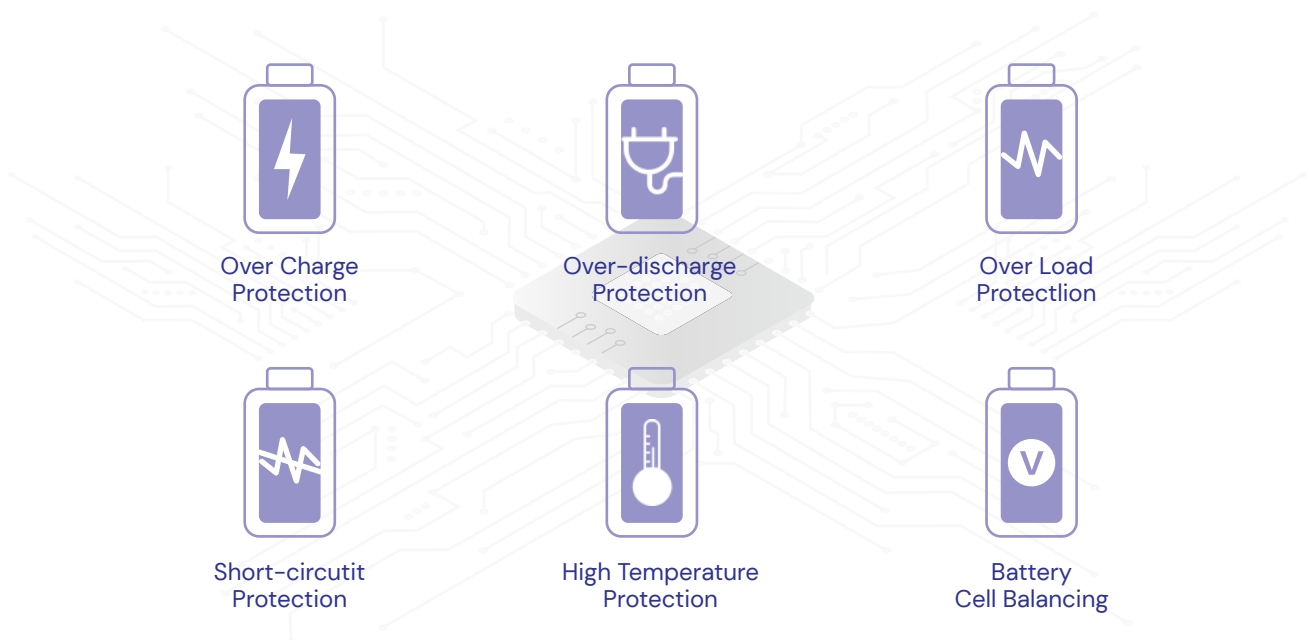 Over Charge
Protection
Over-discharge
Protection
Over Load
Protectlion
Short-circutit
Protection
High Temperature
Protection
V
Battery
Cell Balancing